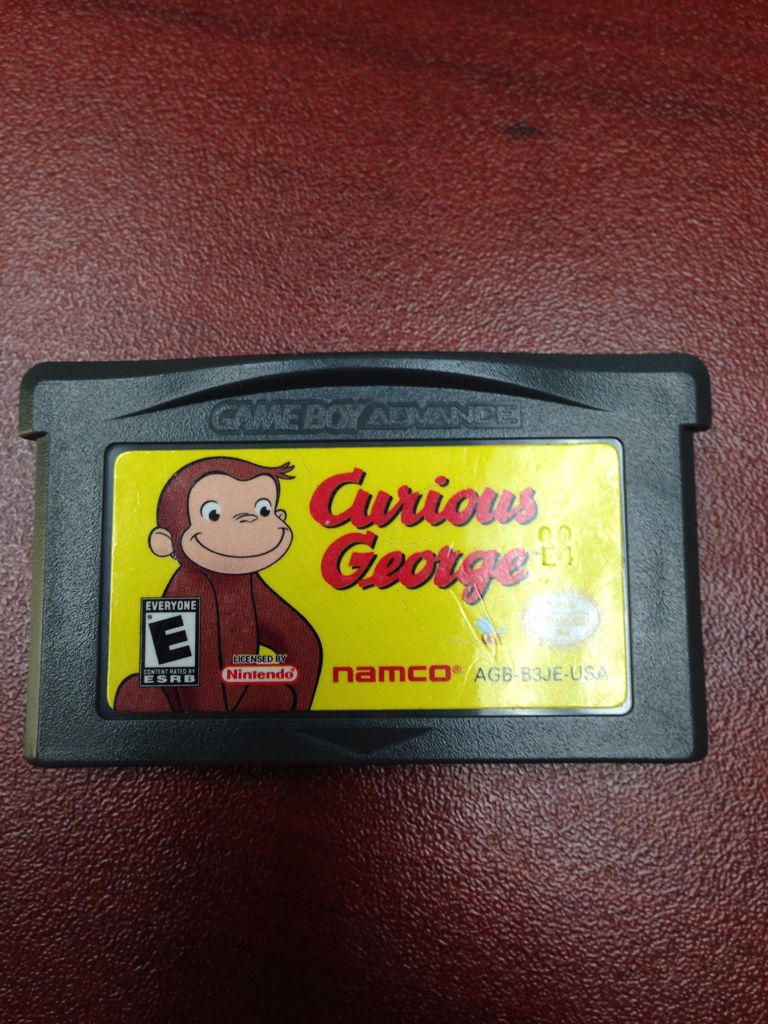 GAME BOY ADVANCE
Curious
George
EVERYONE
E
CONTENT RATED BY
ESRB
LICENSED BY
Nintendo
namco®
AGB-B3JE-USA